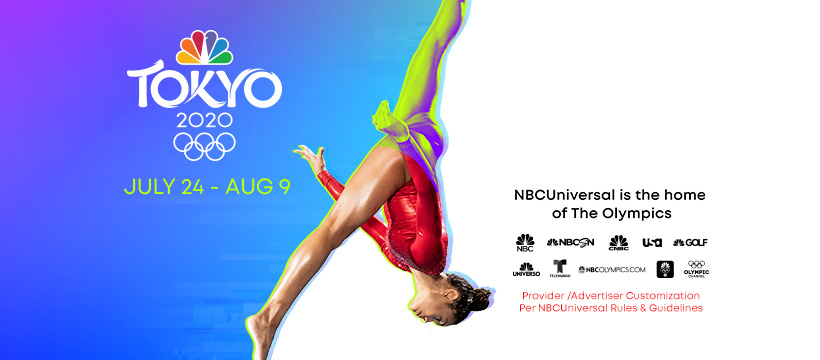 TOKYO
2020
JULY 24 - AUG 9
NBCUniversal is the home
of The Olympics
NBC NBCSN CNBC USA GOLF
UNIVERSO TELEMUNDO NBCOLYMPICS.COM OLYMPIC CHANNEL
Provider /Advertiser Customization
Per NBCUniversal Rules & Guidelines